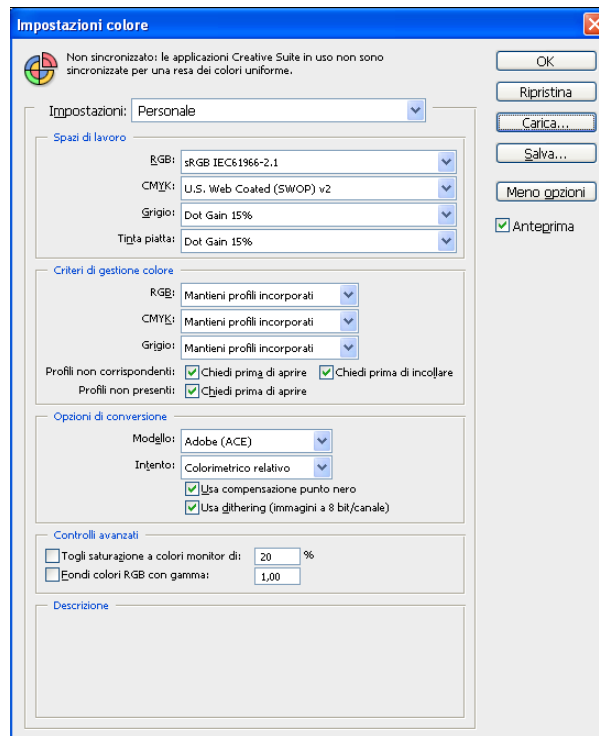 Impostazioni colore
Non sincronizzato: le applicazioni Creative Suite in uso non sono
sincronizzate per una resa dei colori uniforme.
OK
Ripristina
Carica...
Salva...
Meno opzioni
Anteprima
Impostazioni: Personale
Spazi di lavoro
RGB: sRGB IEC61966-2.1
CMYK: U.S. Web Coated (SWOP) v2
Grigio: Dot Gain 15%
Tinta piatta: Dot Gain 15%
Criteri di gestione colore
RGB: Mantieni profili incorporati
CMYK: Mantieni profili incorporati
Grigio: Mantieni profili incorporati
Profili non corrispondenti: Chiedi prima di aprire Chiedi prima di incollare
Profili non presenti: Chiedi prima di aprire
Opzioni di conversione
Modello: Adobe (ACE)
Intento: Colorimetrico relativo
Usa compensazione punto nero
Usa dithering (immagini a 8 bit/canale)
Controlli avanzati
Togli saturazione a colori monitor di: 20 %
Fondi colori RGB con gamma: 1,00
Descrizione